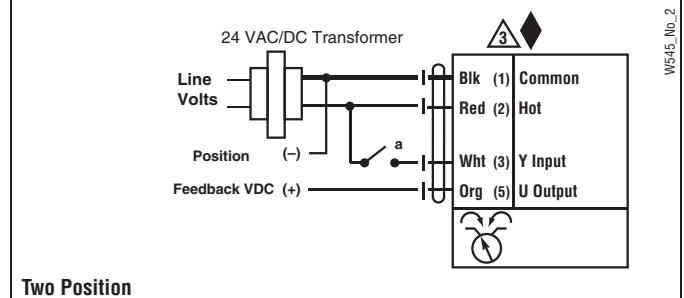 24 VAC/DC Transformer
3
W545_No_2
Line
Volts
Blk (1) Common
Red (2) Hot
Position (–)
a
Wht (3) Y Input
Feedback VDC (+)
Org (5) U Output
Two Position